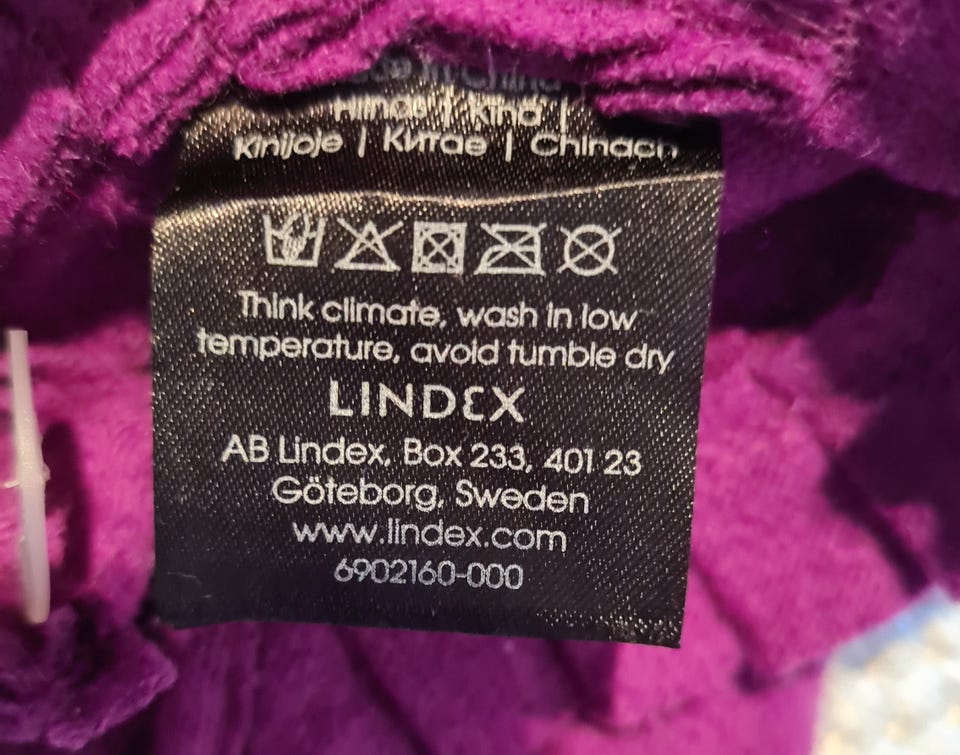 Kiinijoje | Китае | Chinach
Think climate, wash in low
temperature, avoid tumble dry
LINDEX
AB Lindex, Box 233, 401 23
Göteborg, Sweden
www.lindex.com
6902160-000